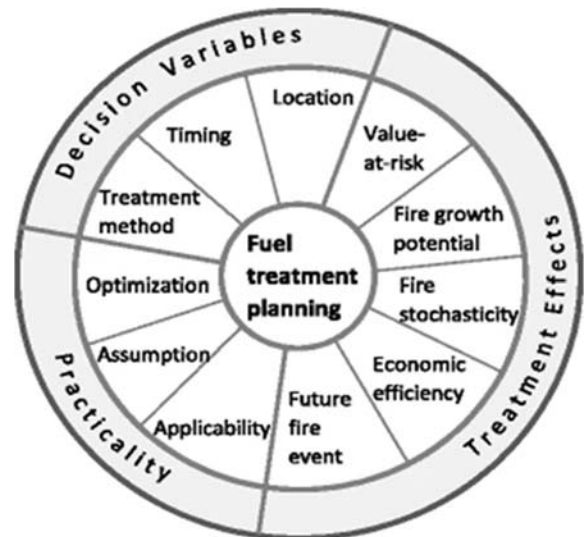 Decision Variables
Location
Timing
Treatment
method
Value-
at-risk
Fire growth
potential
Fire
stochasticity
Economic
efficiency
Future
fire
event
Treatment Effects
Applicability
Assumption
Optimization
Practicality
Fuel
treatment
planning